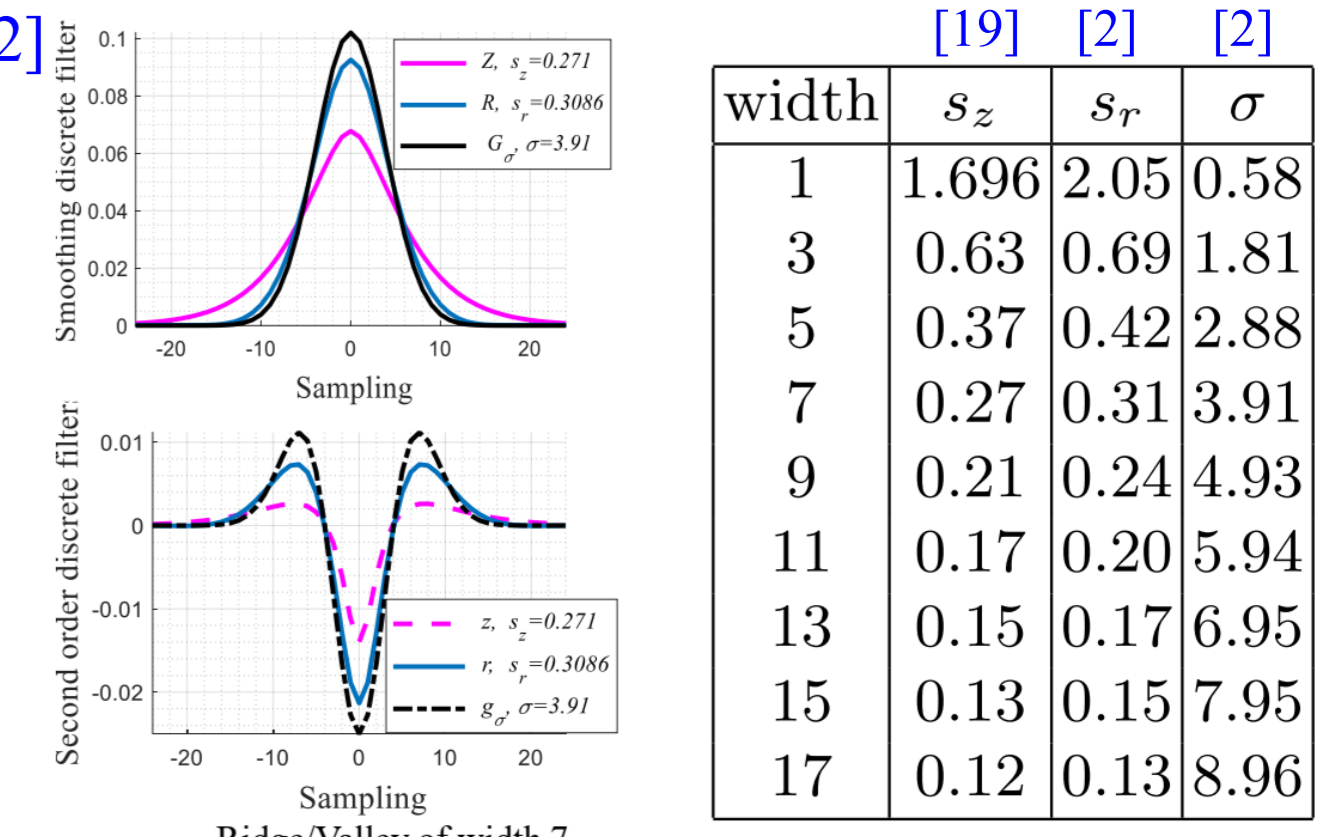 2]
Smoothing discrete filter
0.1
0.08
0.06
0.04
0.02
0
-20 -10 0 10 20
Sampling
Z, s_z=0.271
R, s_r=0.3086
G_σ, σ=3.91
Second order discrete filters
0.01
0
-0.01
-0.02
-20 -10 0 10 20
Sampling
z, s_z=0.271
r, s_r=0.3086
g_σ, σ=3.91
Ridge/Valley of width 7
[19] [2] [2]
width s_z s_r σ
1 1.696 2.05 0.58
3 0.63 0.69 1.81
5 0.37 0.42 2.88
7 0.27 0.31 3.91
9 0.21 0.24 4.93
11 0.17 0.20 5.94
13 0.15 0.17 6.95
15 0.13 0.15 7.95
17 0.12 0.13 8.96